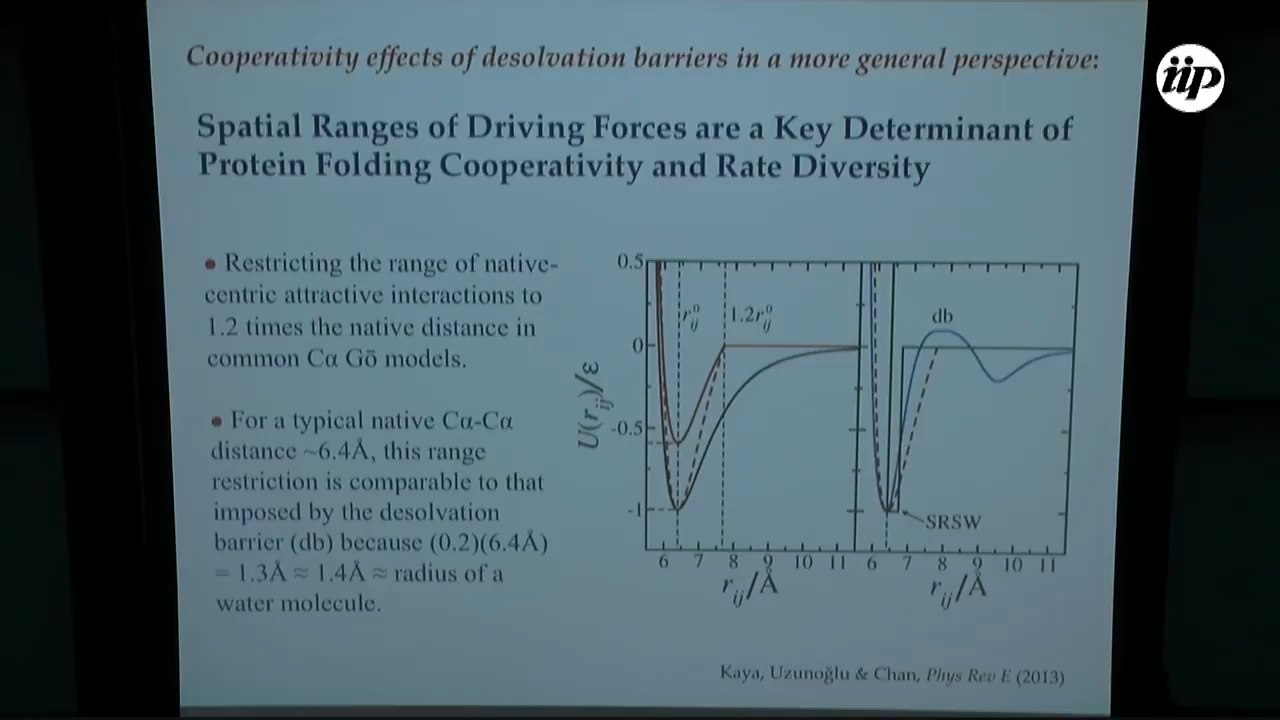 Cooperativity effects of desolvation barriers in a more general perspective:
iip
Spatial Ranges of Driving Forces are a Key Determinant of
Protein Folding Cooperativity and Rate Diversity
• Restricting the range of native-
centric attractive interactions to
1.2 times the native distance in
common Cα Gō models.
• For a typical native Cα-Cα
distance ~6.4Å, this range
restriction is comparable to that
imposed by the desolvation
barrier (db) because (0.2)(6.4Å)
= 1.3Å ≈ 1.4Å ≈ radius of a
water molecule.
0.5
0
-0.5
-1
U(rij)/ε
r°ij
1.2r°ij
db
SRSW
6 7 8 9 10 11 6 7 8 9 10 11
rij/Å rij/Å
Kaya, Uzunoğlu & Chan, Phys Rev E (2013)